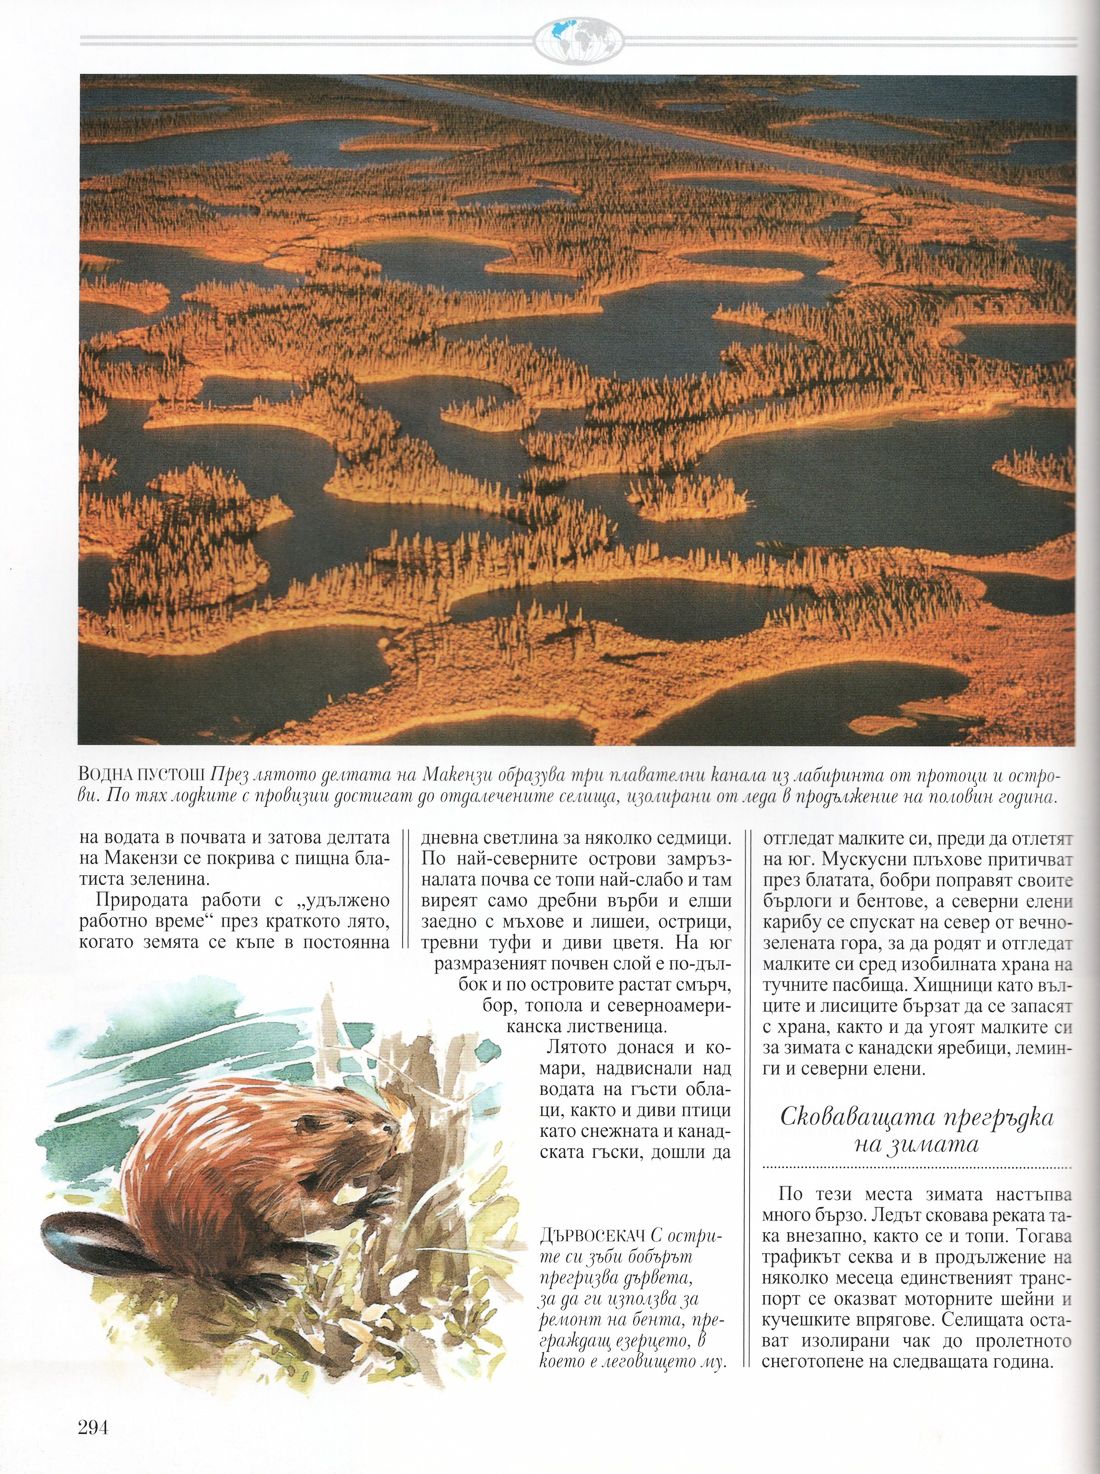 ВОДНА ПУСТОШ През лятото делтата на Макензи образува три плавателни канала из лабиринта от протоци и остро-
ви. По тях лодките с провизии достигат до отдалечените селища, изолирани от леда в продължение на половин година.
на водата в почвата и затова делтата
на Макензи се покрива с пищна бла-
тиста зеленина.
Природата работи с „удължено
работно време“ през краткото лято,
когато земята се къпе в постоянна
дневна светлина за няколко седмици.
По най-северните острови замръз-
налата почва се топи най-слабо и там
виреят само дребни върби и елши
заедно с мъхове и лишеи, острици,
тревни туфи и диви цветя. На юг
размразеният почвен слой е по-дъл-
бок и по островите растат смърч,
бор, топола и северноамери-
канска лиственица.
Лятото донася и ко-
мари, надвиснали над
водата на гъсти обла-
ци, както и диви птици
като снежната и канад-
ската гъски, дошли да
ДЪРВОСЕКАЧ С остри-
те си зъби бобърът
прегризва дървета,
за да ги използва за
ремонт на бента, пре-
граждащ езерцето, в
което е леговището му.
отгледат малките си, преди да отлетят
на юг. Мускусни плъхове притичват
през блатата, бобри поправят своите
бърлоги и бентове, а северни елени
карибу се спускат на север от вечно-
зелената гора, за да родят и отгледат
малките си сред изобилната храна на
тучните пасбища. Хищници като въл-
ците и лисиците бързат да се запасят
с храна, както и да угоят малките си
за зимата с канадски яребици, лемин-
ги и северни елени.
Сковаващата прегръдка
на зимата
По тези места зимата настъпва
много бързо. Ледът сковава реката та-
ка внезапно, както се и топи. Тогава
трафикът секва и в продължение на
няколко месеца единственият транс-
порт се оказват моторните шейни и
кучешките впрягове. Селищата оста-
ват изолирани чак до пролетното
снеготопене на следващата година.
294